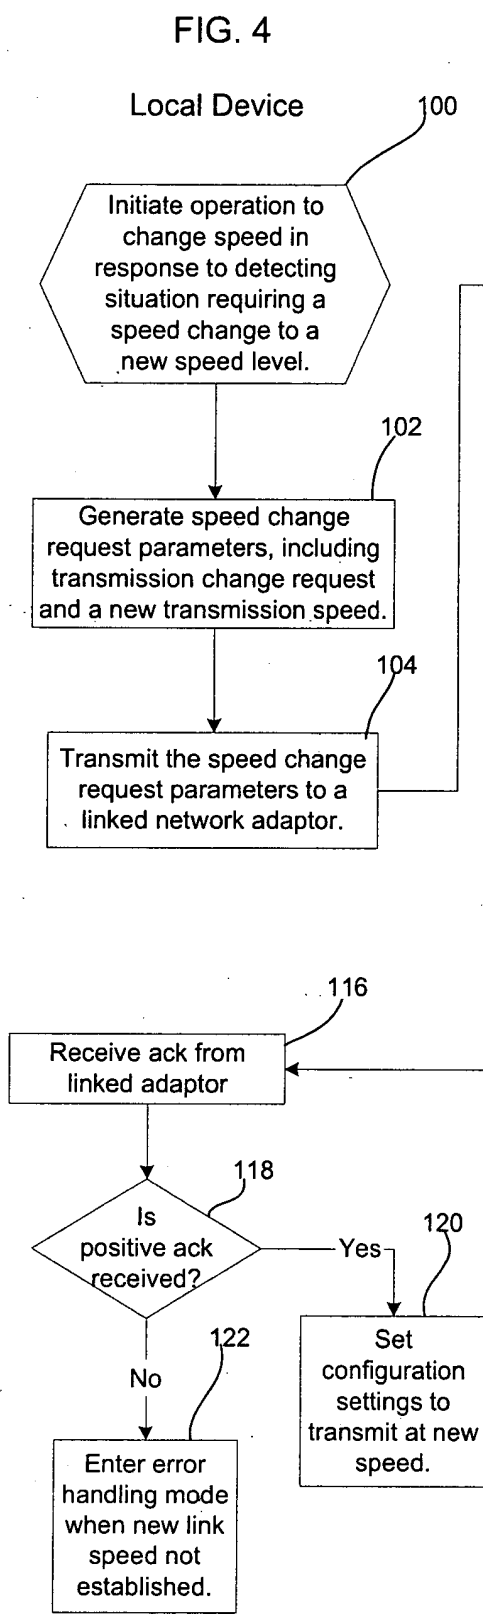 FIG. 4
Local Device
100
Initiate operation to
change speed in
response to detecting
situation requiring a
speed change to a
new speed level.
102
Generate speed change
request parameters, including
transmission change request
and a new transmission speed.
104
Transmit the speed change
request parameters to a
linked network adaptor.
116
Receive ack from
linked adaptor
118
Is
positive ack
received?
Yes
120
Set
configuration
settings to
transmit at new
speed.
No
122
Enter error
handling mode
when new link
speed not
established.